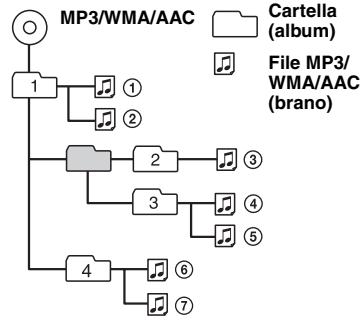 MP3/WMA/AAC
Cartella
(album)
File MP3/
WMA/AAC
(brano)
1
①
②
2
③
3
④
⑤
4
⑥
⑦